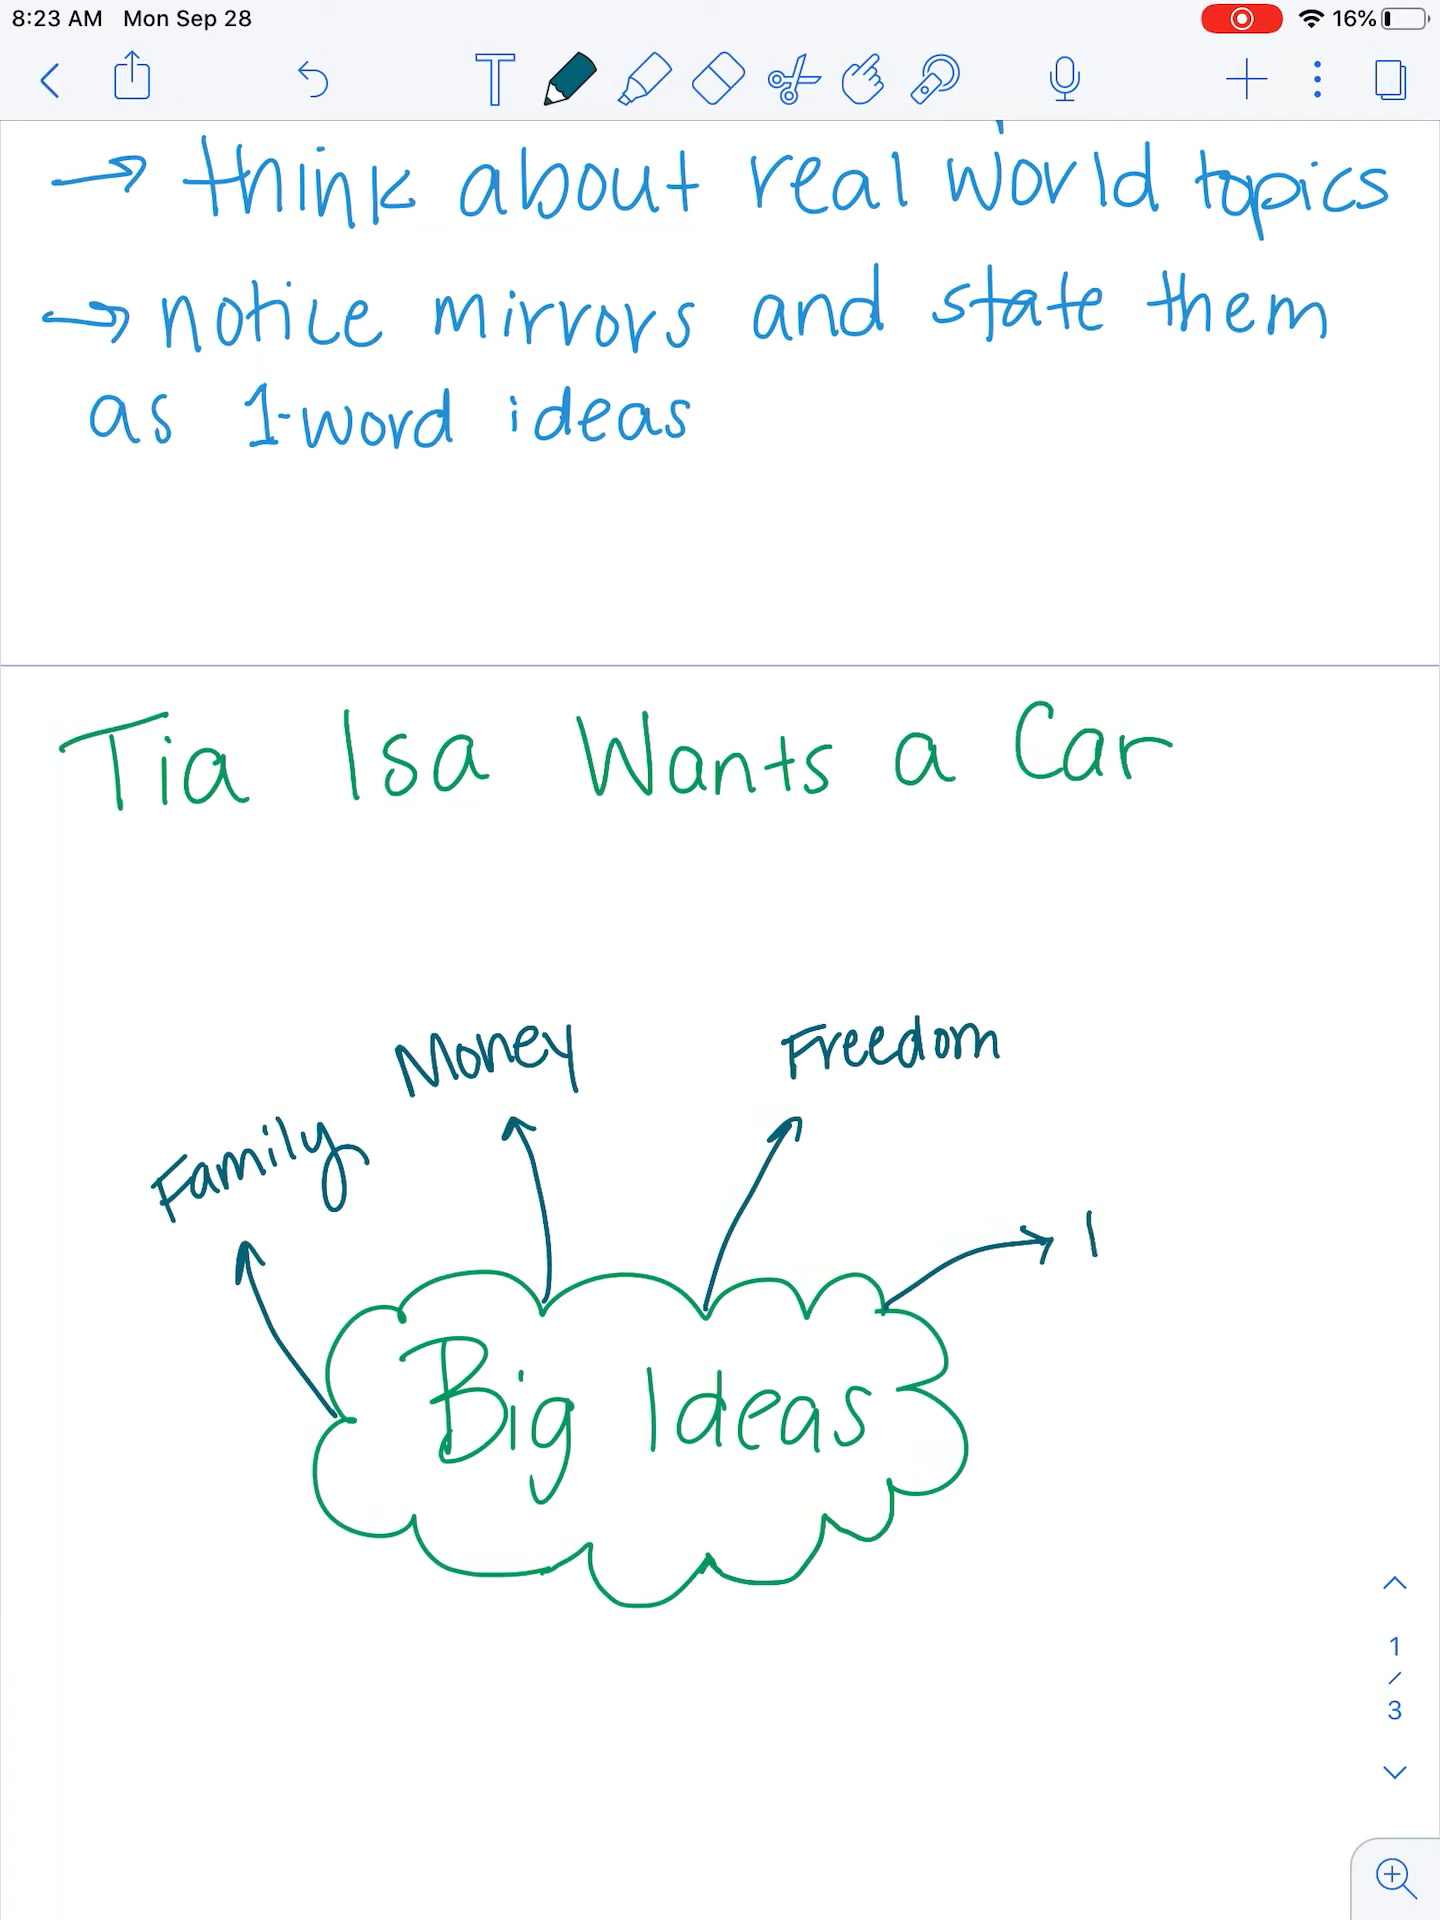 8:23 AM Mon Sep 28 16%
T
→ think about real world topics
→ notice mirrors and state them
as 1-word ideas
Tia Isa Wants a Car
Money Freedom
Family
I
Big Ideas
1
/
3